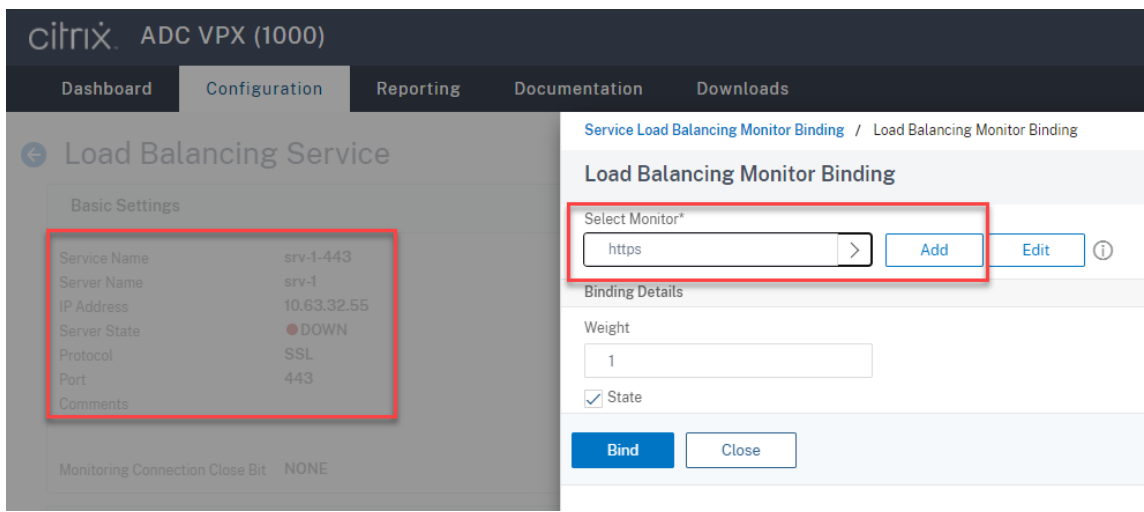 citrix. ADC VPX (1000)
Dashboard Configuration Reporting Documentation Downloads
Load Balancing Service
Basic Settings
Service Name srv-1-443
Server Name srv-1
IP Address 10.63.32.55
Server State DOWN
Protocol SSL
Port 443
Comments
Monitoring Connection Close Bit NONE
Service Load Balancing Monitor Binding / Load Balancing Monitor Binding
Load Balancing Monitor Binding
Select Monitor*
https > Add Edit
Binding Details
Weight
1
State
Bind Close